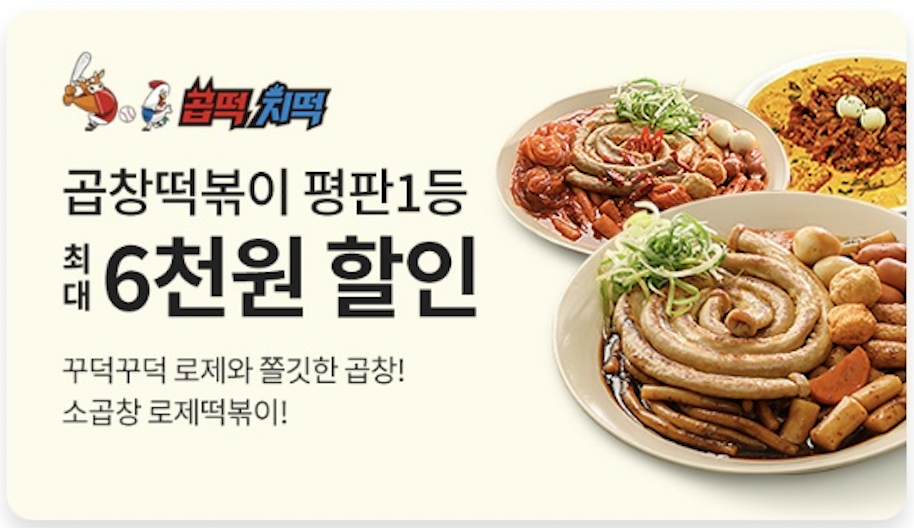 곱떡/치떡
곱창떡볶이 평판1등
최대 6천원 할인
꾸덕꾸덕 로제와 쫄깃한 곱창!
소곱창 로제떡볶이!